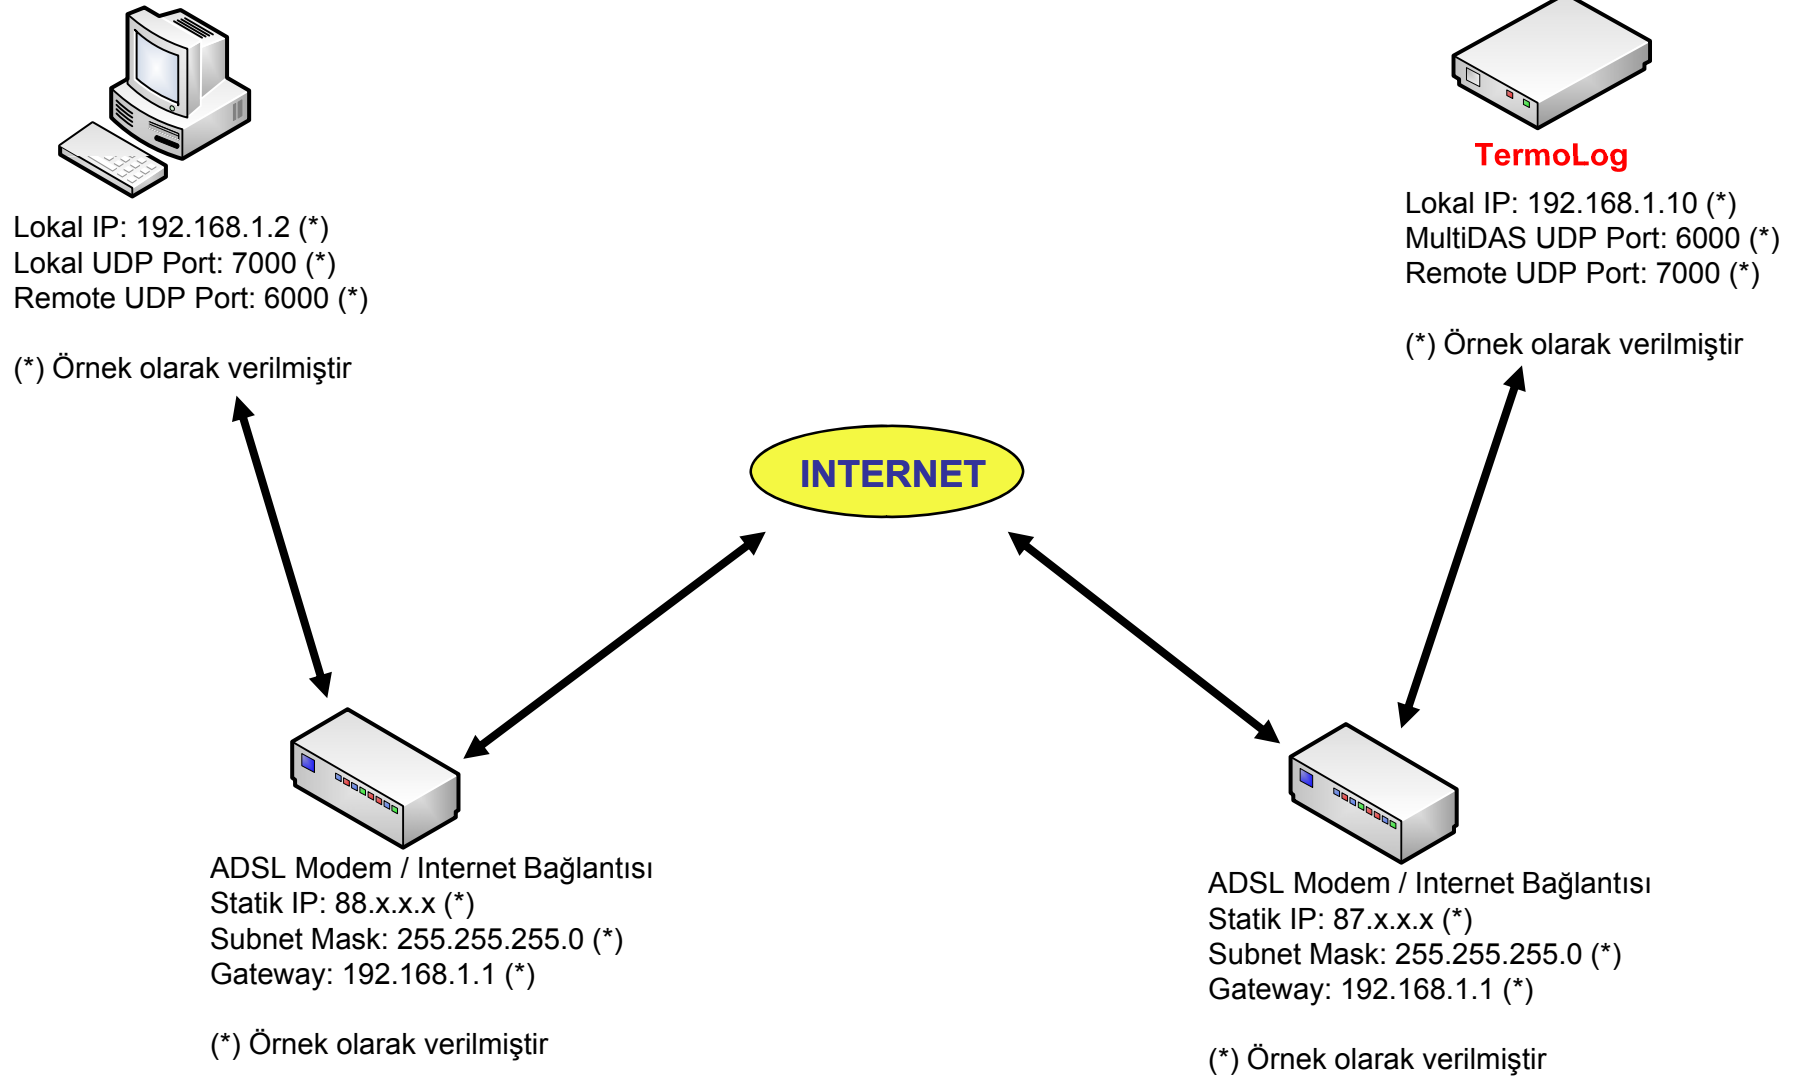 Lokal IP: 192.168.1.2 (*)
Lokal UDP Port: 7000 (*)
Remote UDP Port: 6000 (*)
(*) Örnek olarak verilmiştir
TermoLog
Lokal IP: 192.168.1.10 (*)
MultiDAS UDP Port: 6000 (*)
Remote UDP Port: 7000 (*)
(*) Örnek olarak verilmiştir
INTERNET
ADSL Modem / Internet Bağlantısı
Statik IP: 88.x.x.x (*)
Subnet Mask: 255.255.255.0 (*)
Gateway: 192.168.1.1 (*)
(*) Örnek olarak verilmiştir
ADSL Modem / Internet Bağlantısı
Statik IP: 87.x.x.x (*)
Subnet Mask: 255.255.255.0 (*)
Gateway: 192.168.1.1 (*)
(*) Örnek olarak verilmiştir